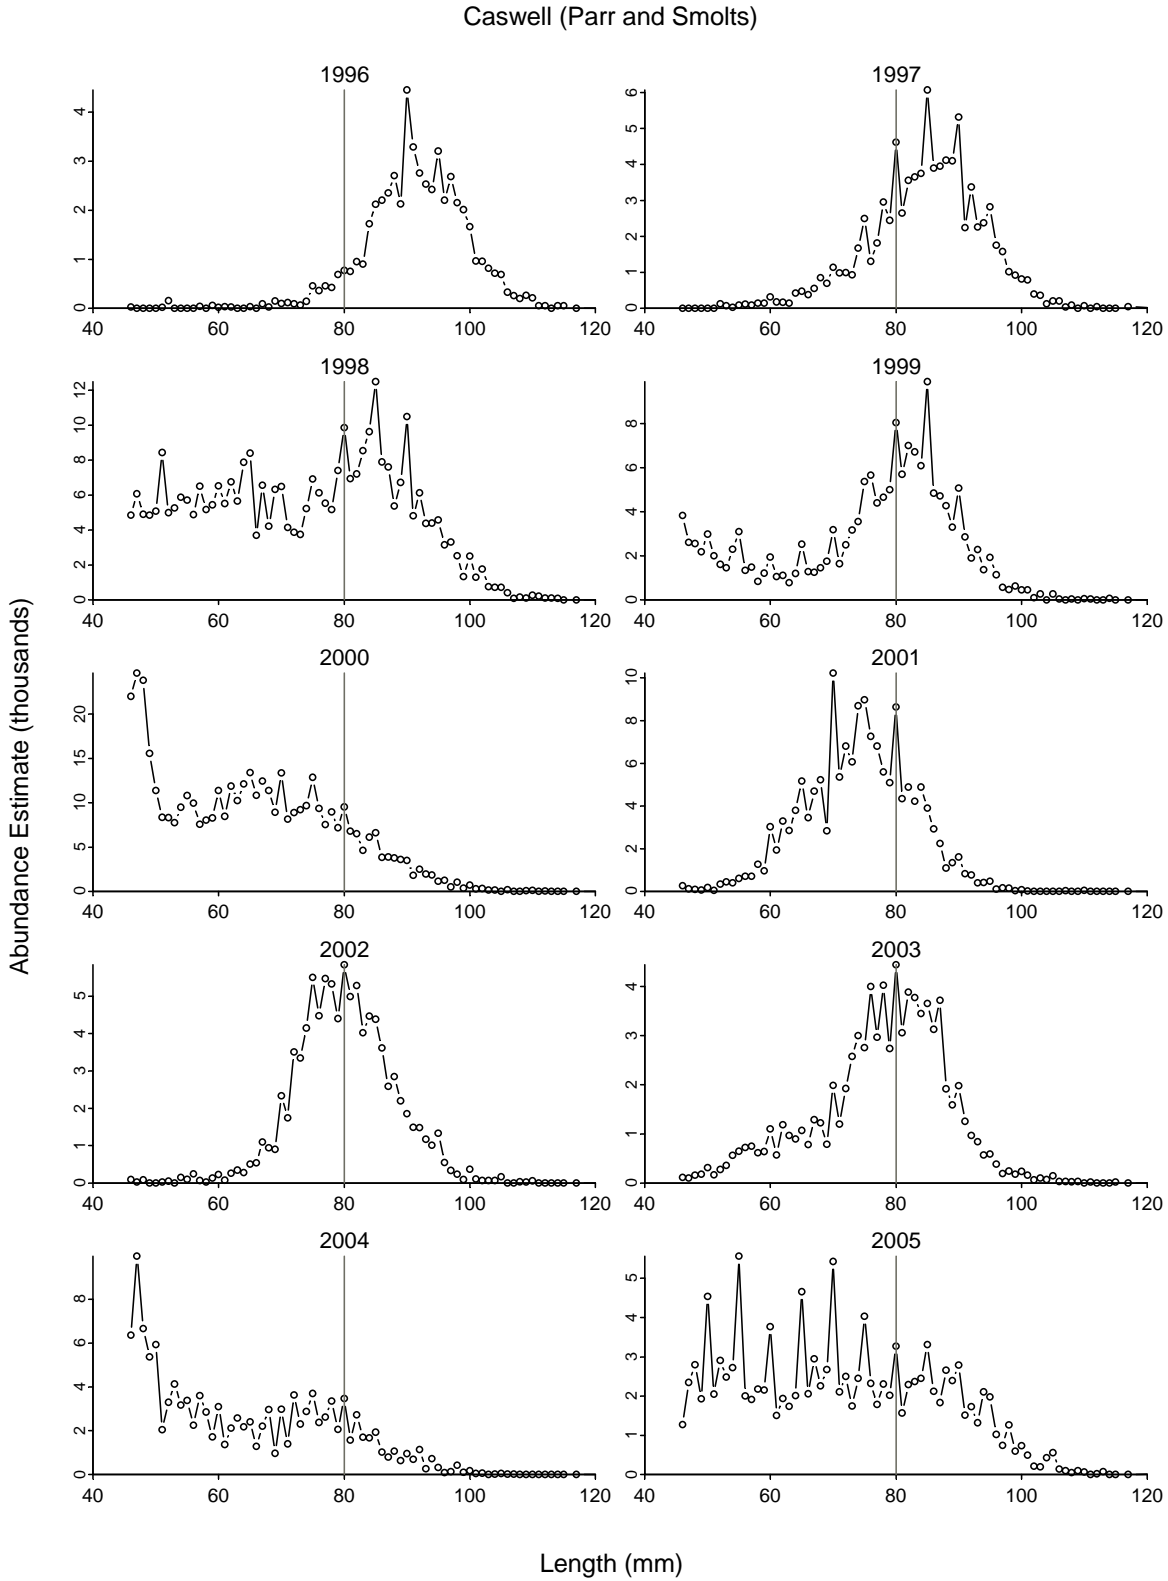 Caswell (Parr and Smolts)
Abundance Estimate (thousands)
1996
0 1 2 3 4
40 60 80 100 120
1997
0 1 2 3 4 5 6
40 60 80 100 120
1998
0 2 4 6 8 10 12
40 60 80 100 120
1999
0 2 4 6 8
40 60 80 100 120
2000
0 5 10 15 20
40 60 80 100 120
2001
0 2 4 6 8 10
40 60 80 100 120
2002
0 1 2 3 4 5
40 60 80 100 120
2003
0 1 2 3 4
40 60 80 100 120
2004
0 2 4 6 8
40 60 80 100 120
2005
0 1 2 3 4 5
40 60 80 100 120
Length (mm)